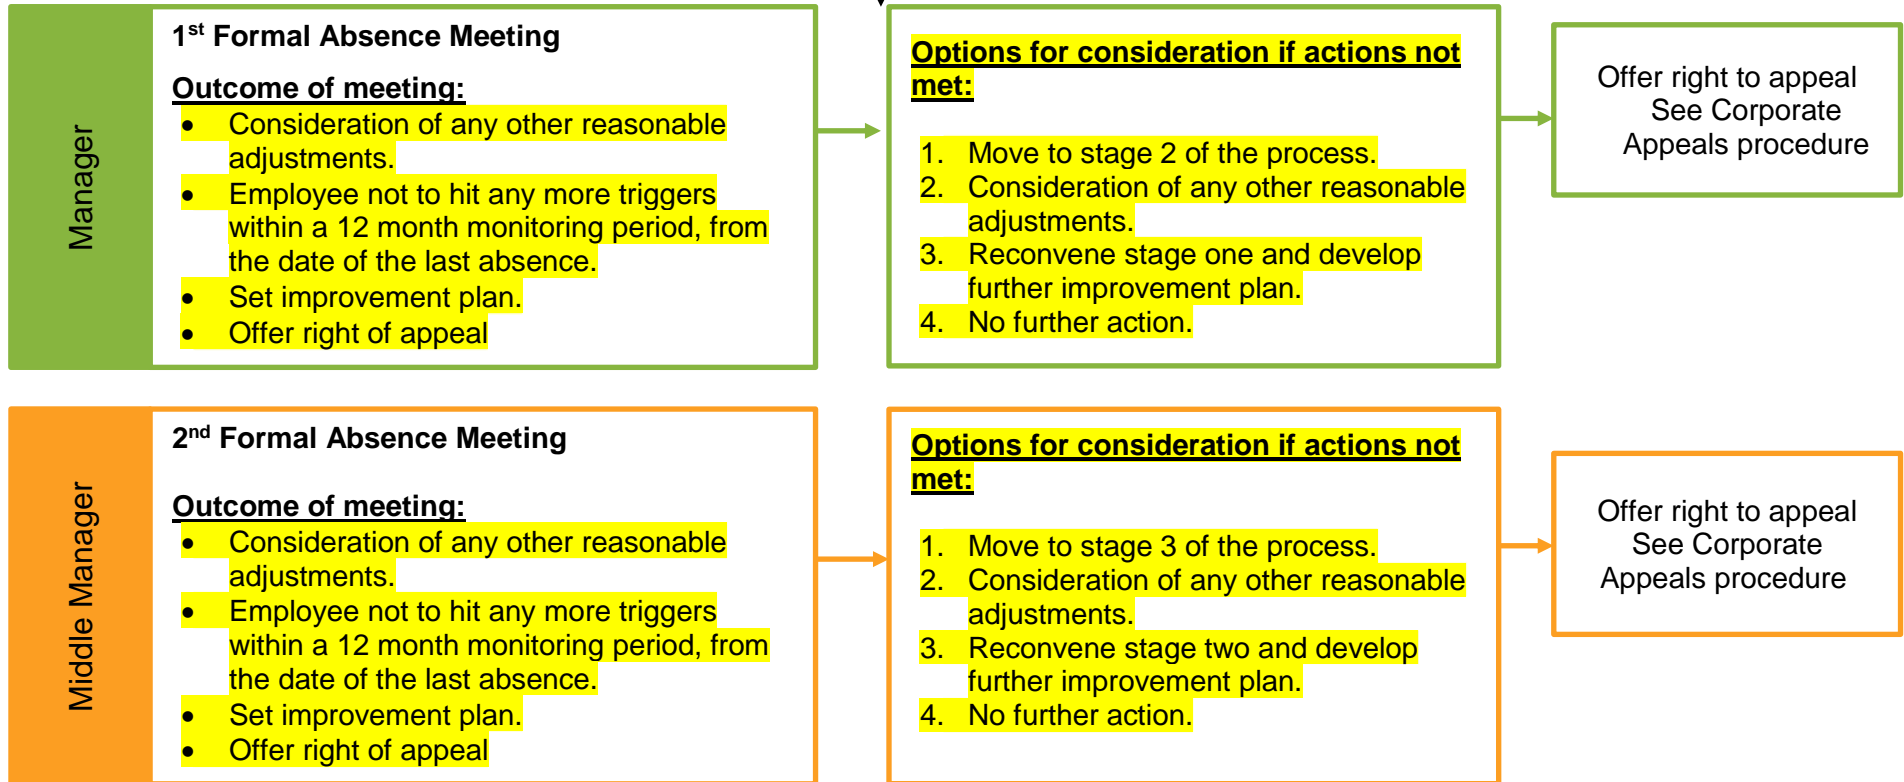 Manager
1st Formal Absence Meeting
Outcome of meeting:
• Consideration of any other reasonable
adjustments.
• Employee not to hit any more triggers
within a 12 month monitoring period, from
the date of the last absence.
• Set improvement plan.
• Offer right of appeal
Options for consideration if actions not
met:
1. Move to stage 2 of the process.
2. Consideration of any other reasonable
adjustments.
3. Reconvene stage one and develop
further improvement plan.
4. No further action.
Offer right to appeal
See Corporate
Appeals procedure
Middle Manager
2nd Formal Absence Meeting
Outcome of meeting:
• Consideration of any other reasonable
adjustments.
• Employee not to hit any more triggers
within a 12 month monitoring period, from
the date of the last absence.
• Set improvement plan.
• Offer right of appeal
Options for consideration if actions not
met:
1. Move to stage 3 of the process.
2. Consideration of any other reasonable
adjustments.
3. Reconvene stage two and develop
further improvement plan.
4. No further action.
Offer right to appeal
See Corporate
Appeals procedure